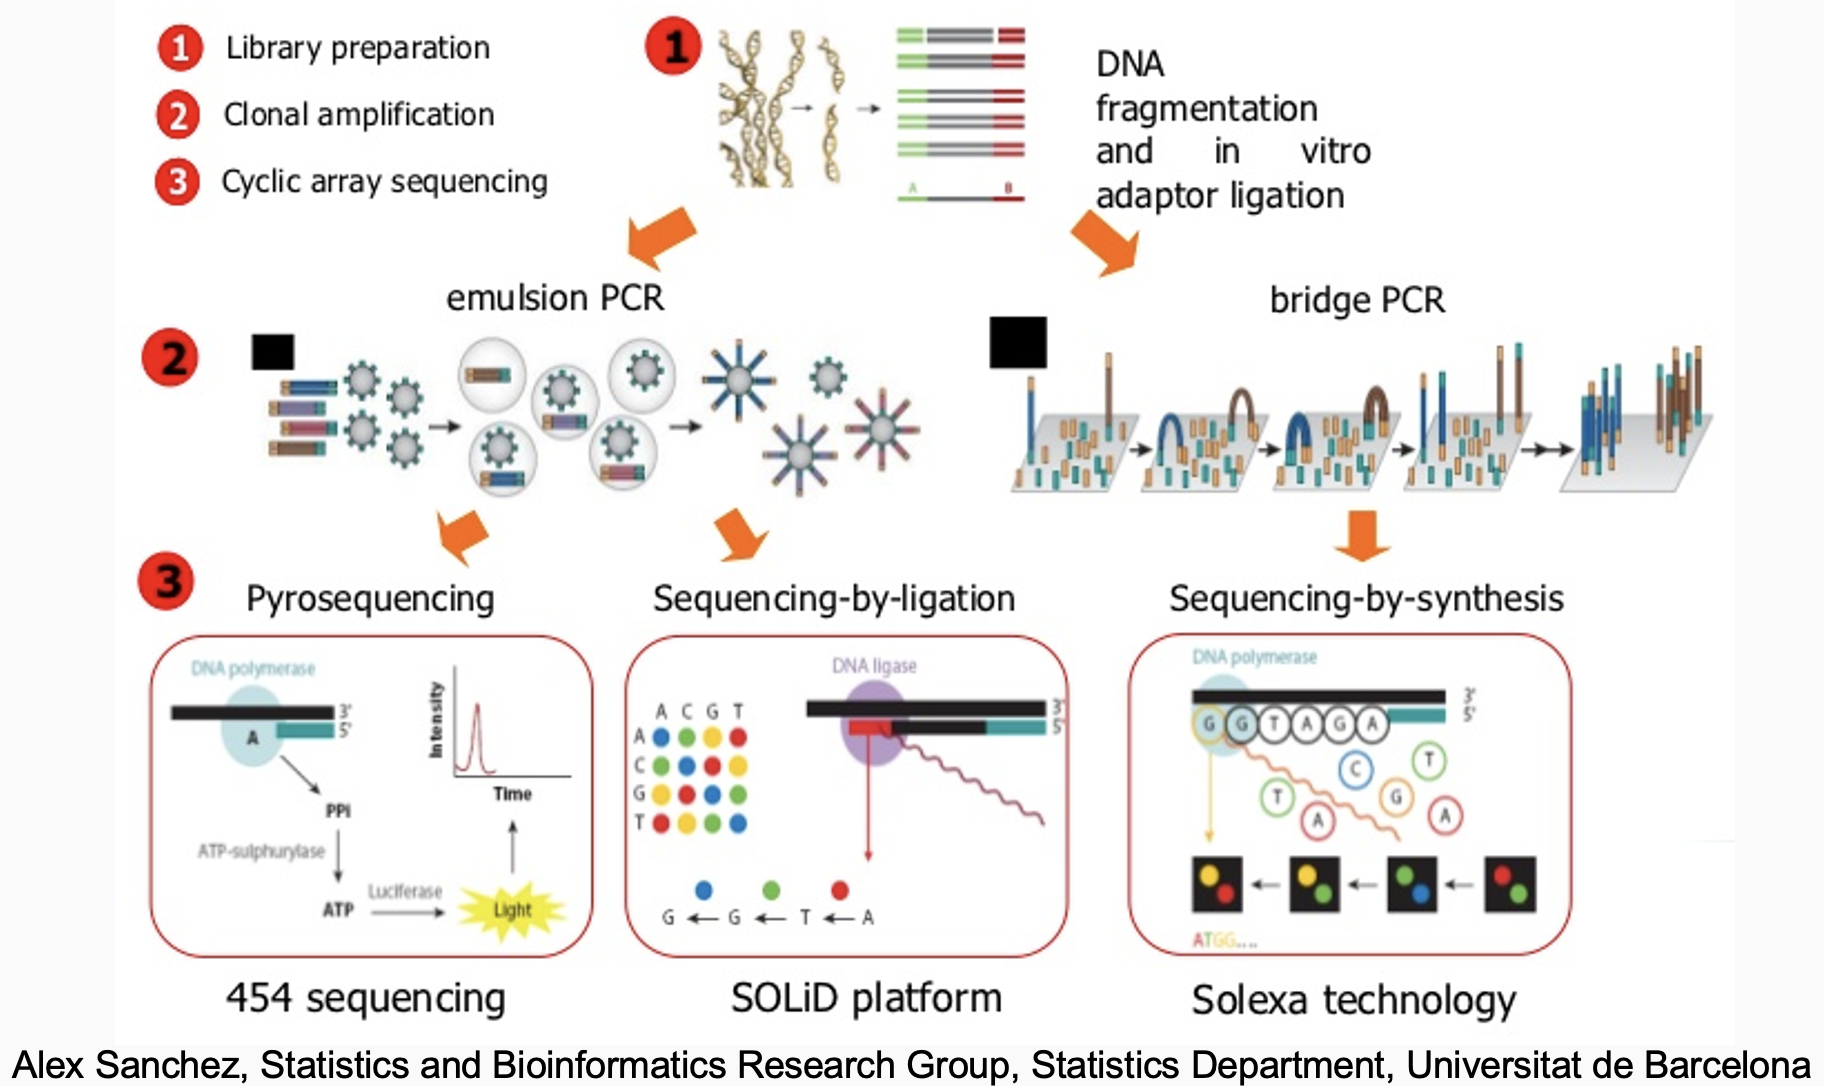 1 Library preparation
2 Clonal amplification
3 Cyclic array sequencing
1
A B
DNA
fragmentation
and in vitro
adaptor ligation
emulsion PCR
bridge PCR
2
3
Pyrosequencing
DNA polymerase
3'
5'
A
PPi
ATP-sulphurylase
ATP
Luciferase
Light
Intensity
Time
454 sequencing
Sequencing-by-ligation
DNA ligase
3'
5'
A C G T
A
C
G
T
G G T A
SOLiD platform
Sequencing-by-synthesis
DNA polymerase
3'
5'
G G T A G A
C T
T G
A A
ATGG....
Solexa technology
Alex Sanchez, Statistics and Bioinformatics Research Group, Statistics Department, Universitat de Barcelona